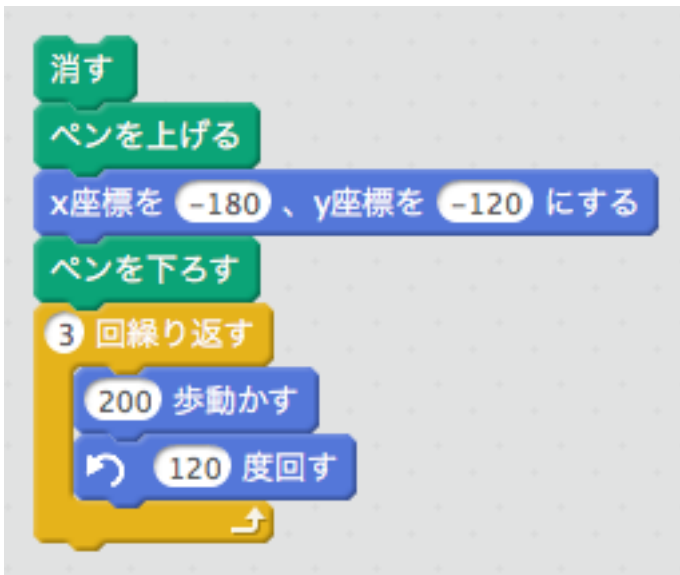 消す
ペンを上げる
x座標を -180 、y座標を -120 にする
ペンを下ろす
3 回繰り返す
200 歩動かす
120 度回す